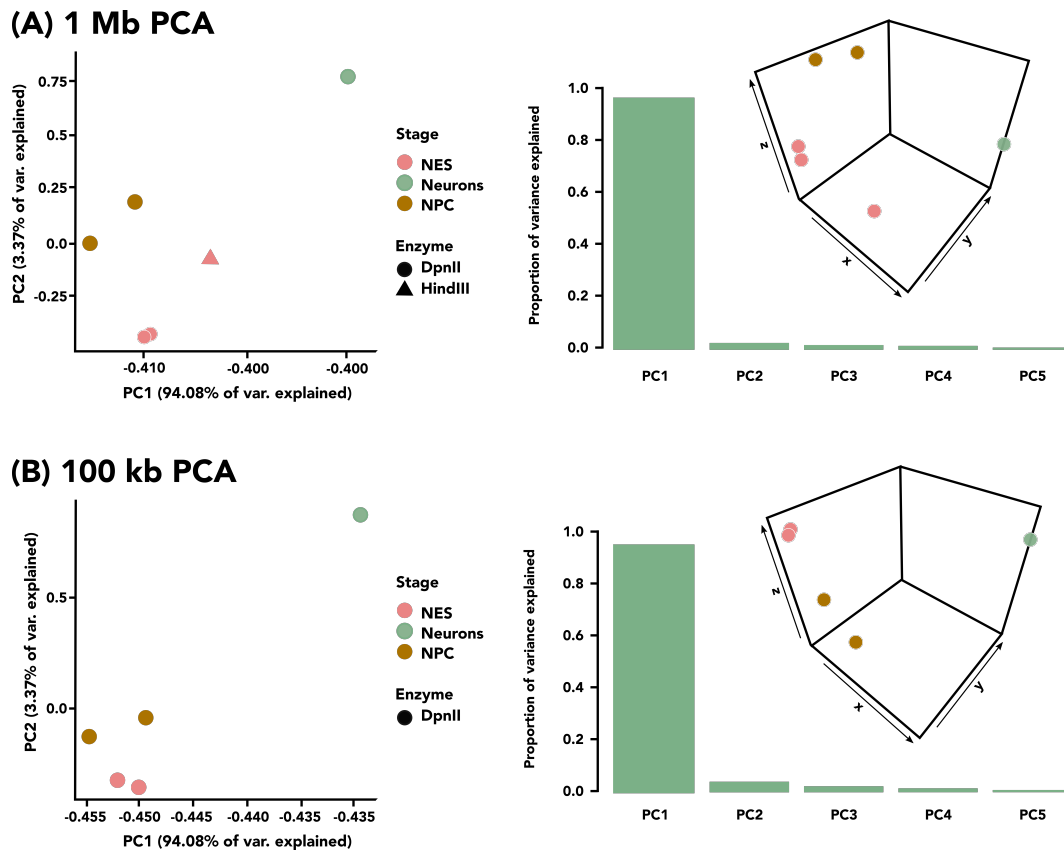 (A) 1 Mb PCA
PC2 (3.37% of var. explained)
0.75
0.5
0.25
0.0
-0.25
-0.410
-0.400
-0.400
PC1 (94.08% of var. explained)
Stage
NES
Neurons
NPC
Enzyme
DpnII
HindIII
Proportion of variance explained
1.0
0.8
0.6
0.4
0.2
0.0
PC1
PC2
PC3
PC4
PC5
z
x
y
(B) 100 kb PCA
PC2 (3.37% of var. explained)
0.5
0.0
-0.455
-0.450
-0.445
-0.440
-0.435
-0.435
PC1 (94.08% of var. explained)
Stage
NES
Neurons
NPC
Enzyme
DpnII
Proportion of variance explained
1.0
0.8
0.6
0.4
0.2
0.0
PC1
PC2
PC3
PC4
PC5
z
x
y